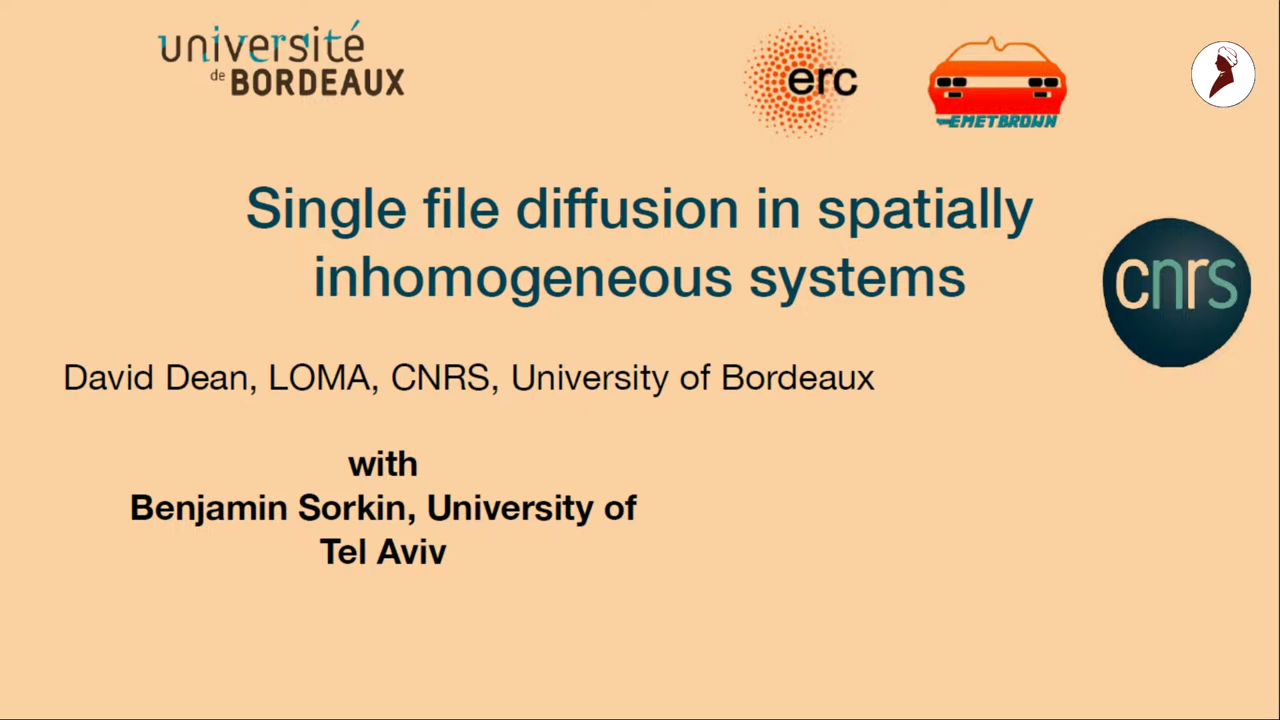 université
de BORDEAUX
erc
EMETBROWN
Single file diffusion in spatially
inhomogeneous systems
cnrs
David Dean, LOMA, CNRS, University of Bordeaux
with
Benjamin Sorkin, University of
Tel Aviv